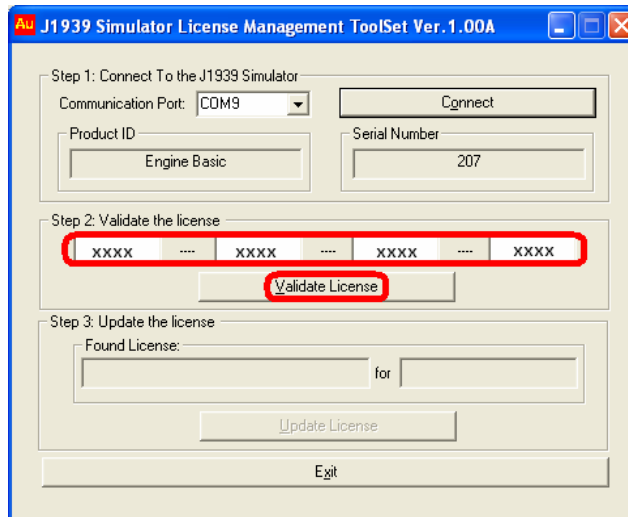 Au J1939 Simulator License Management ToolSet Ver.1.00A
Step 1: Connect To the J1939 Simulator
Communication Port: COM9 Connect
Product ID Serial Number
Engine Basic 207
Step 2: Validate the license
xxxx ---- xxxx ---- xxxx ---- xxxx
Validate License
Step 3: Update the license
Found License:
for
Update License
Exit